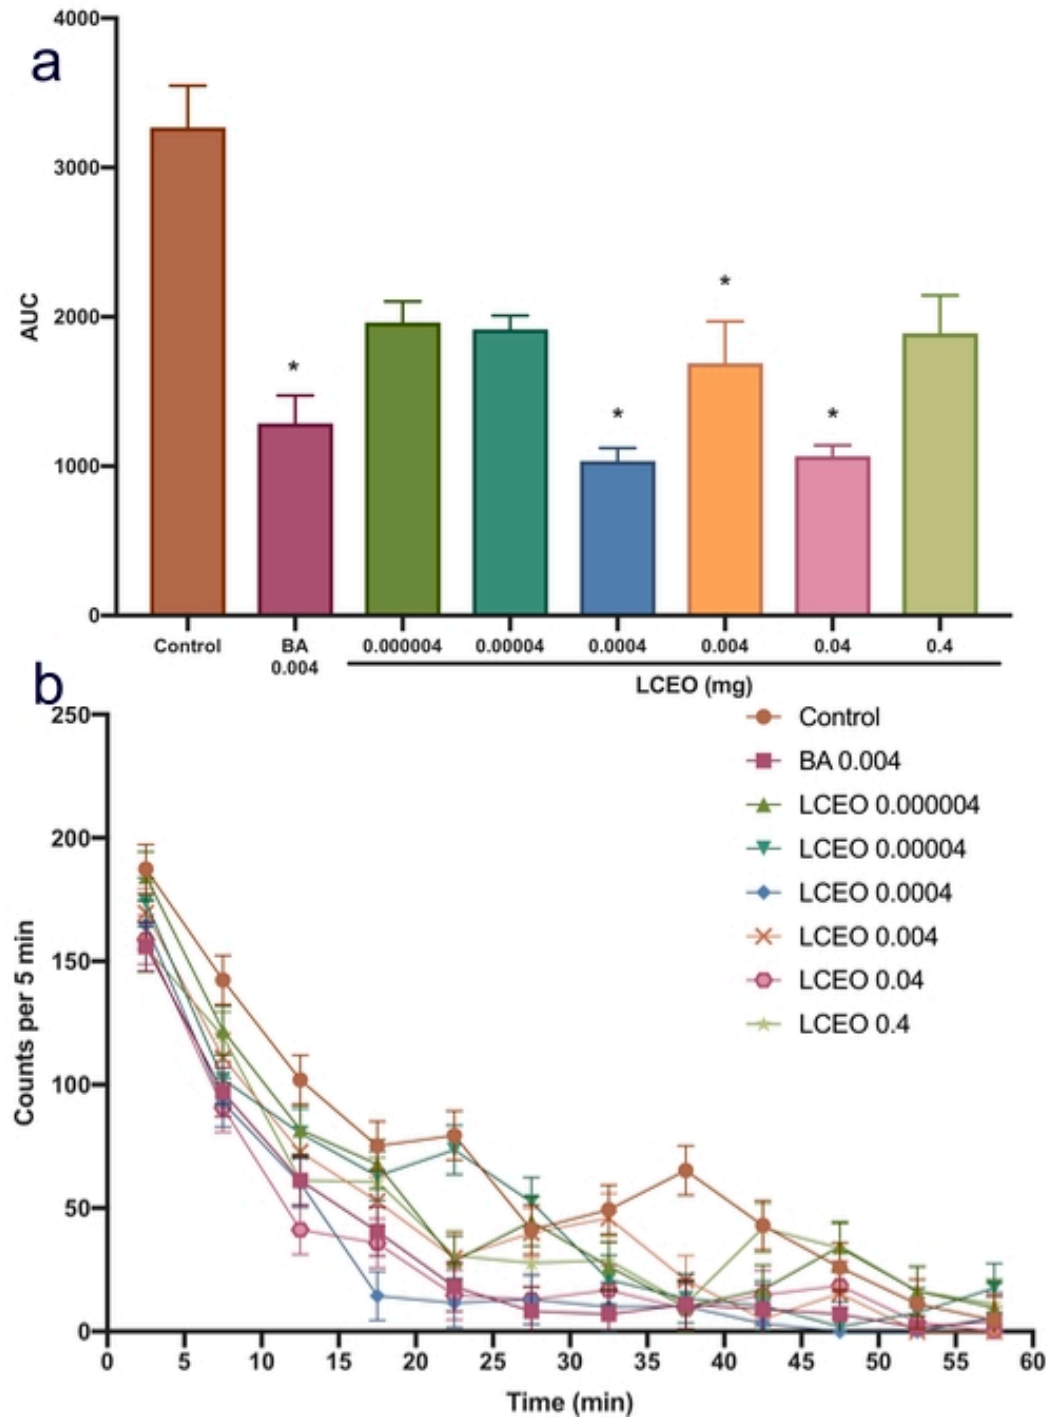 a
4000
3000
2000
1000
0
AUC
*
*
*
*
Control
BA
0.004
0.000004
0.00004
0.0004
0.004
0.04
0.4
LCEO (mg)
b
250
200
150
100
50
0
Counts per 5 min
Control
BA 0.004
LCEO 0.000004
LCEO 0.00004
LCEO 0.0004
LCEO 0.004
LCEO 0.04
LCEO 0.4
0 5 10 15 20 25 30 35 40 45 50 55 60
Time (min)